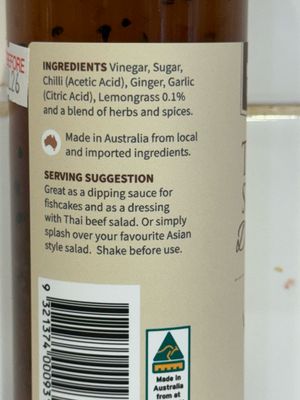 BEFORE
26
INGREDIENTS Vinegar, Sugar,
Chilli (Acetic Acid), Ginger, Garlic
(Citric Acid), Lemongrass 0.1%
and a blend of herbs and spices.
Made in Australia from local
and imported ingredients.
SERVING SUGGESTION
Great as a dipping sauce for
fishcakes and as a dressing
with Thai beef salad. Or simply
splash over your favourite Asian
style salad. Shake before use.
9 321374 00093
Made in
Australia
from at